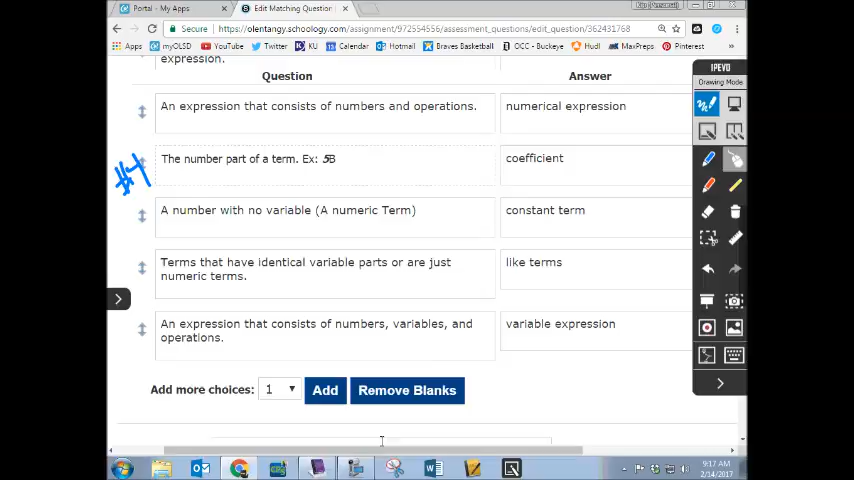 Portal - My Apps
Edit Matching Question
Secure
https://olentangy.schoology.com/assignment/972554556/assessment_questions/edit_question/362431768
Apps
myOLSD
YouTube
Twitter
KU
Calendar
Hotmail
Braves Basketball
OCC - Buckeye
Hudl
MaxPreps
Pinterest
expression.
Question
Answer
An expression that consists of numbers and operations.
numerical expression
#4
The number part of a term. Ex: 5B
coefficient
A number with no variable (A numeric Term)
constant term
Terms that have identical variable parts or are just
numeric terms.
like terms
An expression that consists of numbers, variables, and
operations.
variable expression
Add more choices: 1
Add
Remove Blanks
IPEVO
Drawing Mode
9:17 AM
2/14/2017